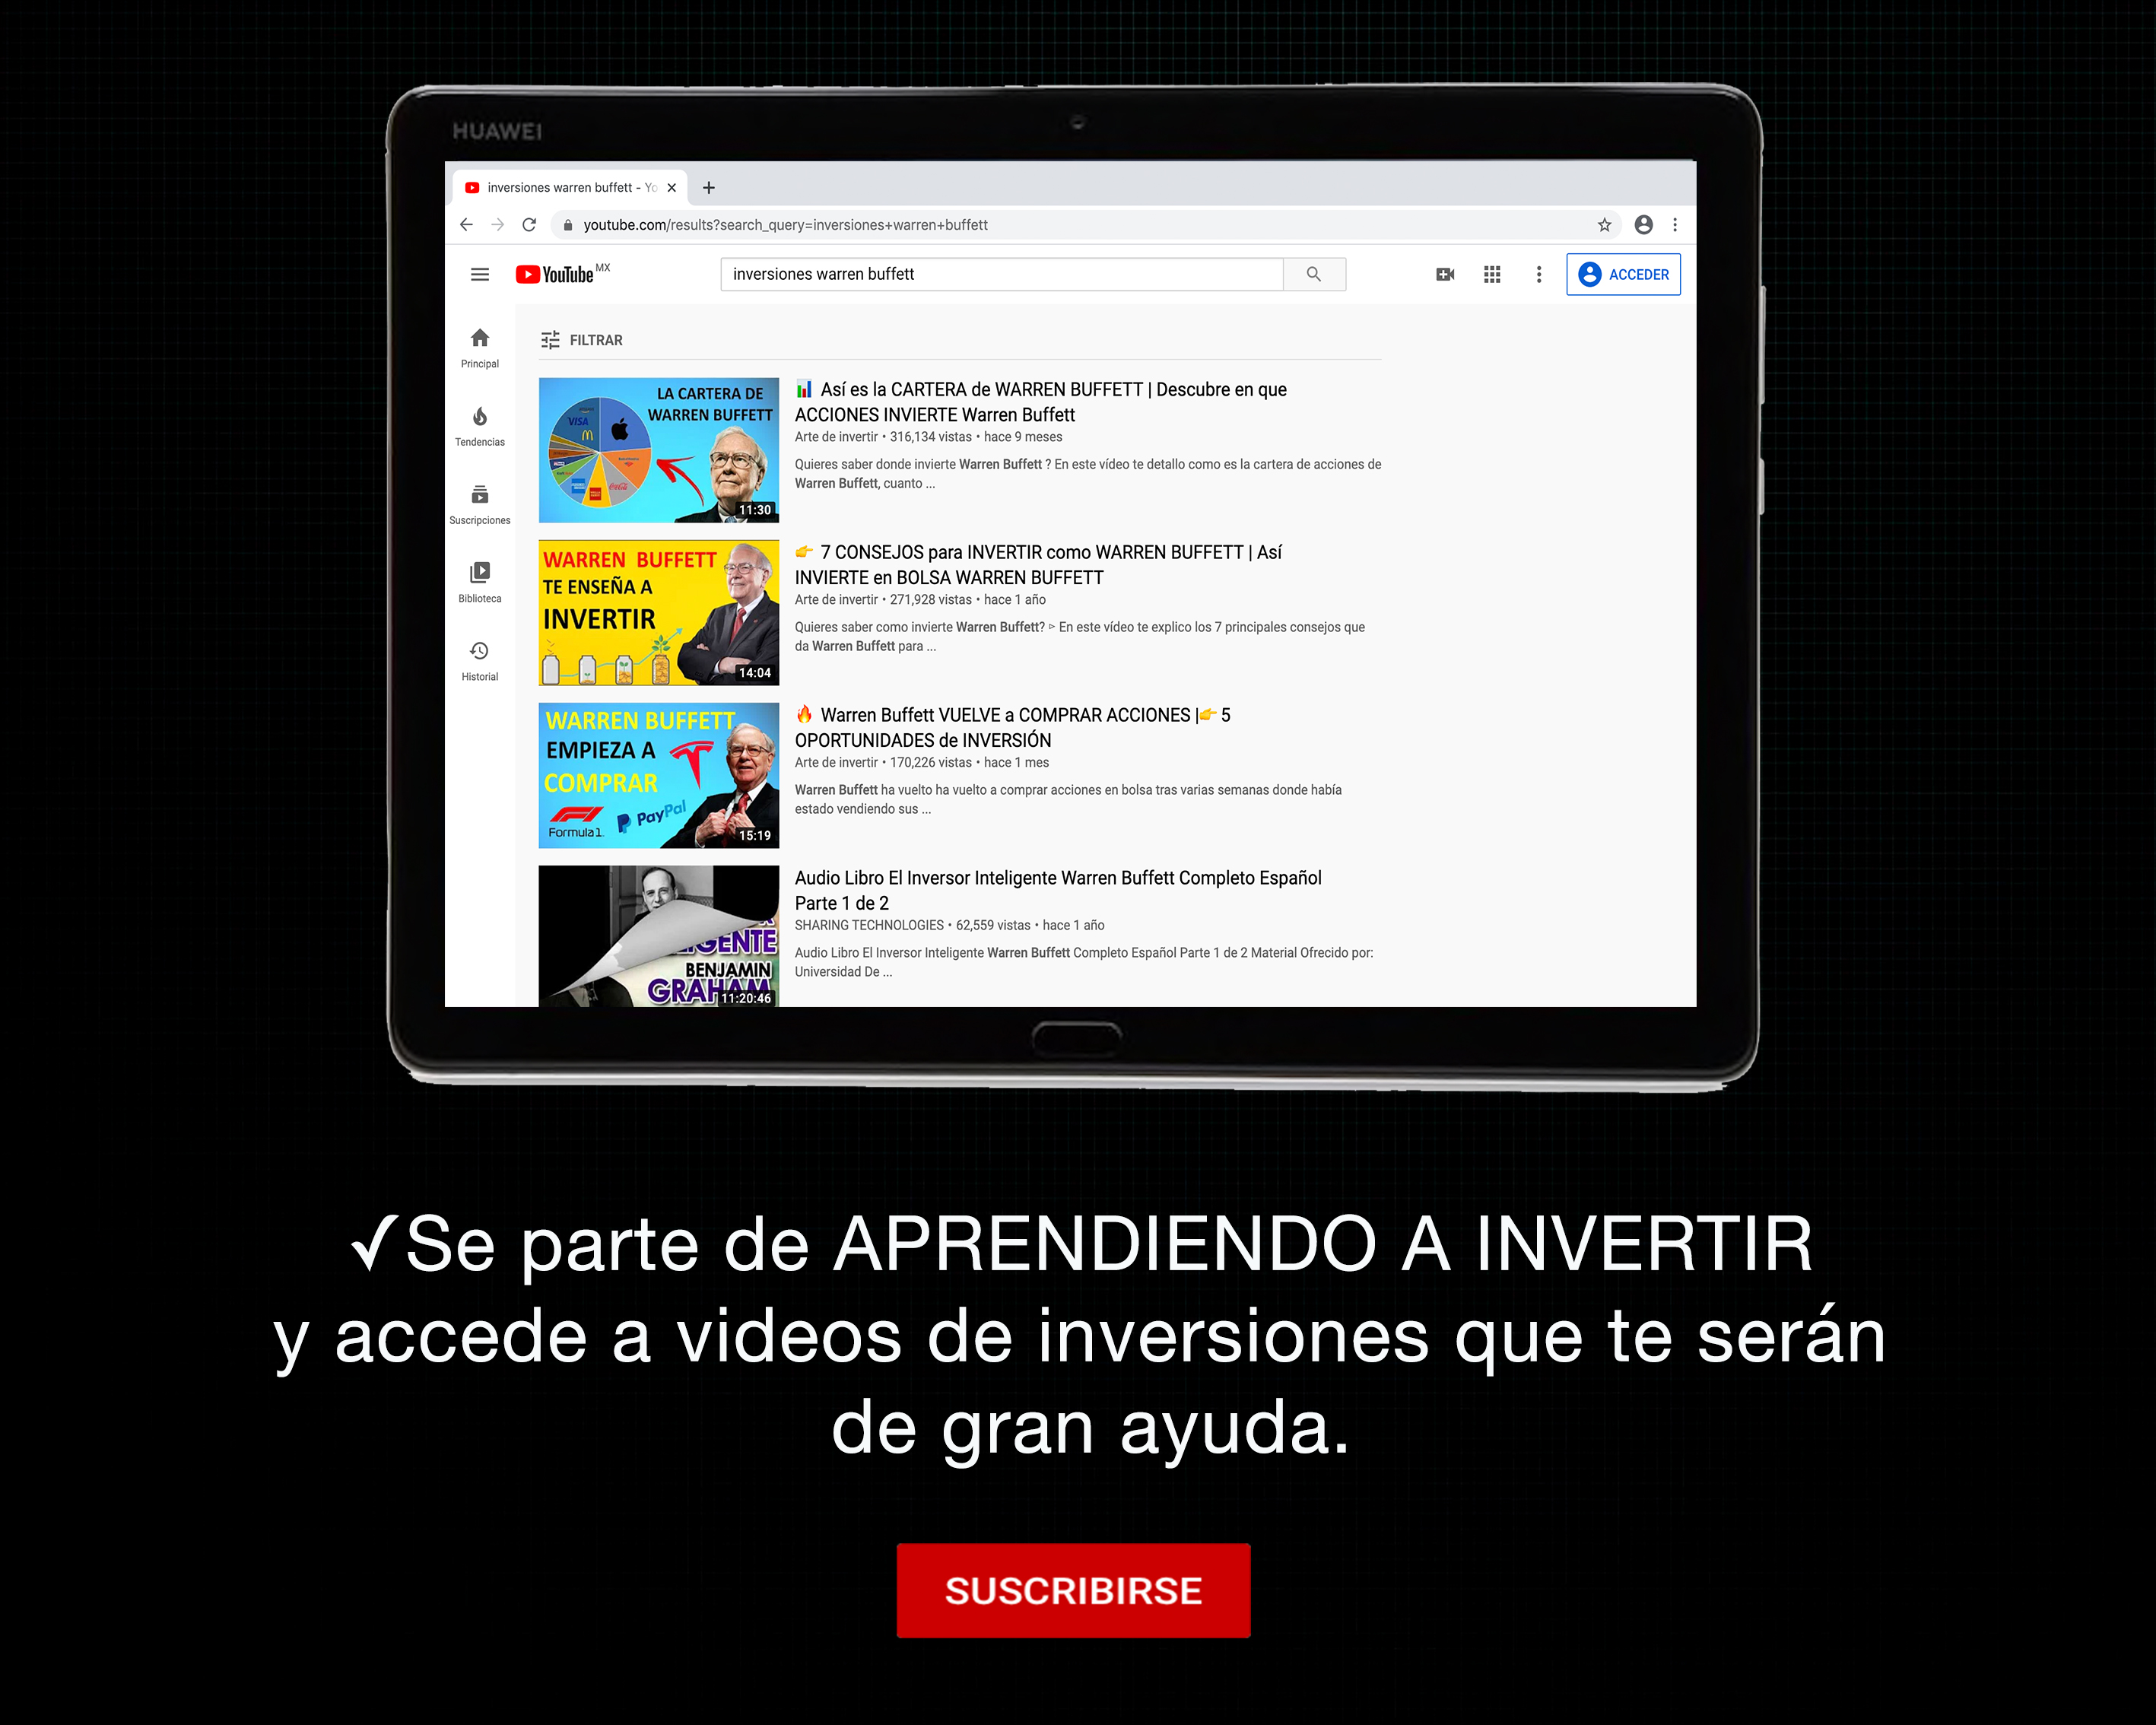 HUAWEI
inversiones warren buffett - Yo
youtube.com/results?search_query=inversiones+warren+buffett
YouTube MX
inversiones warren buffett
ACCEDER
Principal
Tendencias
Suscripciones
Biblioteca
Historial
FILTRAR
LA CARTERA DE
WARREN BUFFETT
VISA
11:30
Así es la CARTERA de WARREN BUFFETT | Descubre en que
ACCIONES INVIERTE Warren Buffett
Arte de invertir • 316,134 vistas • hace 9 meses
Quieres saber donde invierte Warren Buffett ? En este vídeo te detallo como es la cartera de acciones de
Warren Buffett, cuanto ...
WARREN BUFFETT
TE ENSEÑA A
INVERTIR
14:04
👉 7 CONSEJOS para INVERTIR como WARREN BUFFETT | Así
INVIERTE en BOLSA WARREN BUFFETT
Arte de invertir • 271,928 vistas • hace 1 año
Quieres saber como invierte Warren Buffett? ▻ En este vídeo te explico los 7 principales consejos que
da Warren Buffett para ...
WARREN BUFFETT
EMPIEZA A
COMPRAR
Formula 1
PayPal
15:19
🔥 Warren Buffett VUELVE a COMPRAR ACCIONES |👉 5
OPORTUNIDADES de INVERSIÓN
Arte de invertir • 170,226 vistas • hace 1 mes
Warren Buffett ha vuelto ha vuelto a comprar acciones en bolsa tras varias semanas donde había
estado vendiendo sus ...
IGENTE
BENJAMIN
GRAHAM
11:20:46
Audio Libro El Inversor Inteligente Warren Buffett Completo Español
Parte 1 de 2
SHARING TECHNOLOGIES • 62,559 vistas • hace 1 año
Audio Libro El Inversor Inteligente Warren Buffett Completo Español Parte 1 de 2 Material Ofrecido por:
Universidad De ...
✓Se parte de APRENDIENDO A INVERTIR
y accede a videos de inversiones que te serán
de gran ayuda.
SUSCRIBIRSE